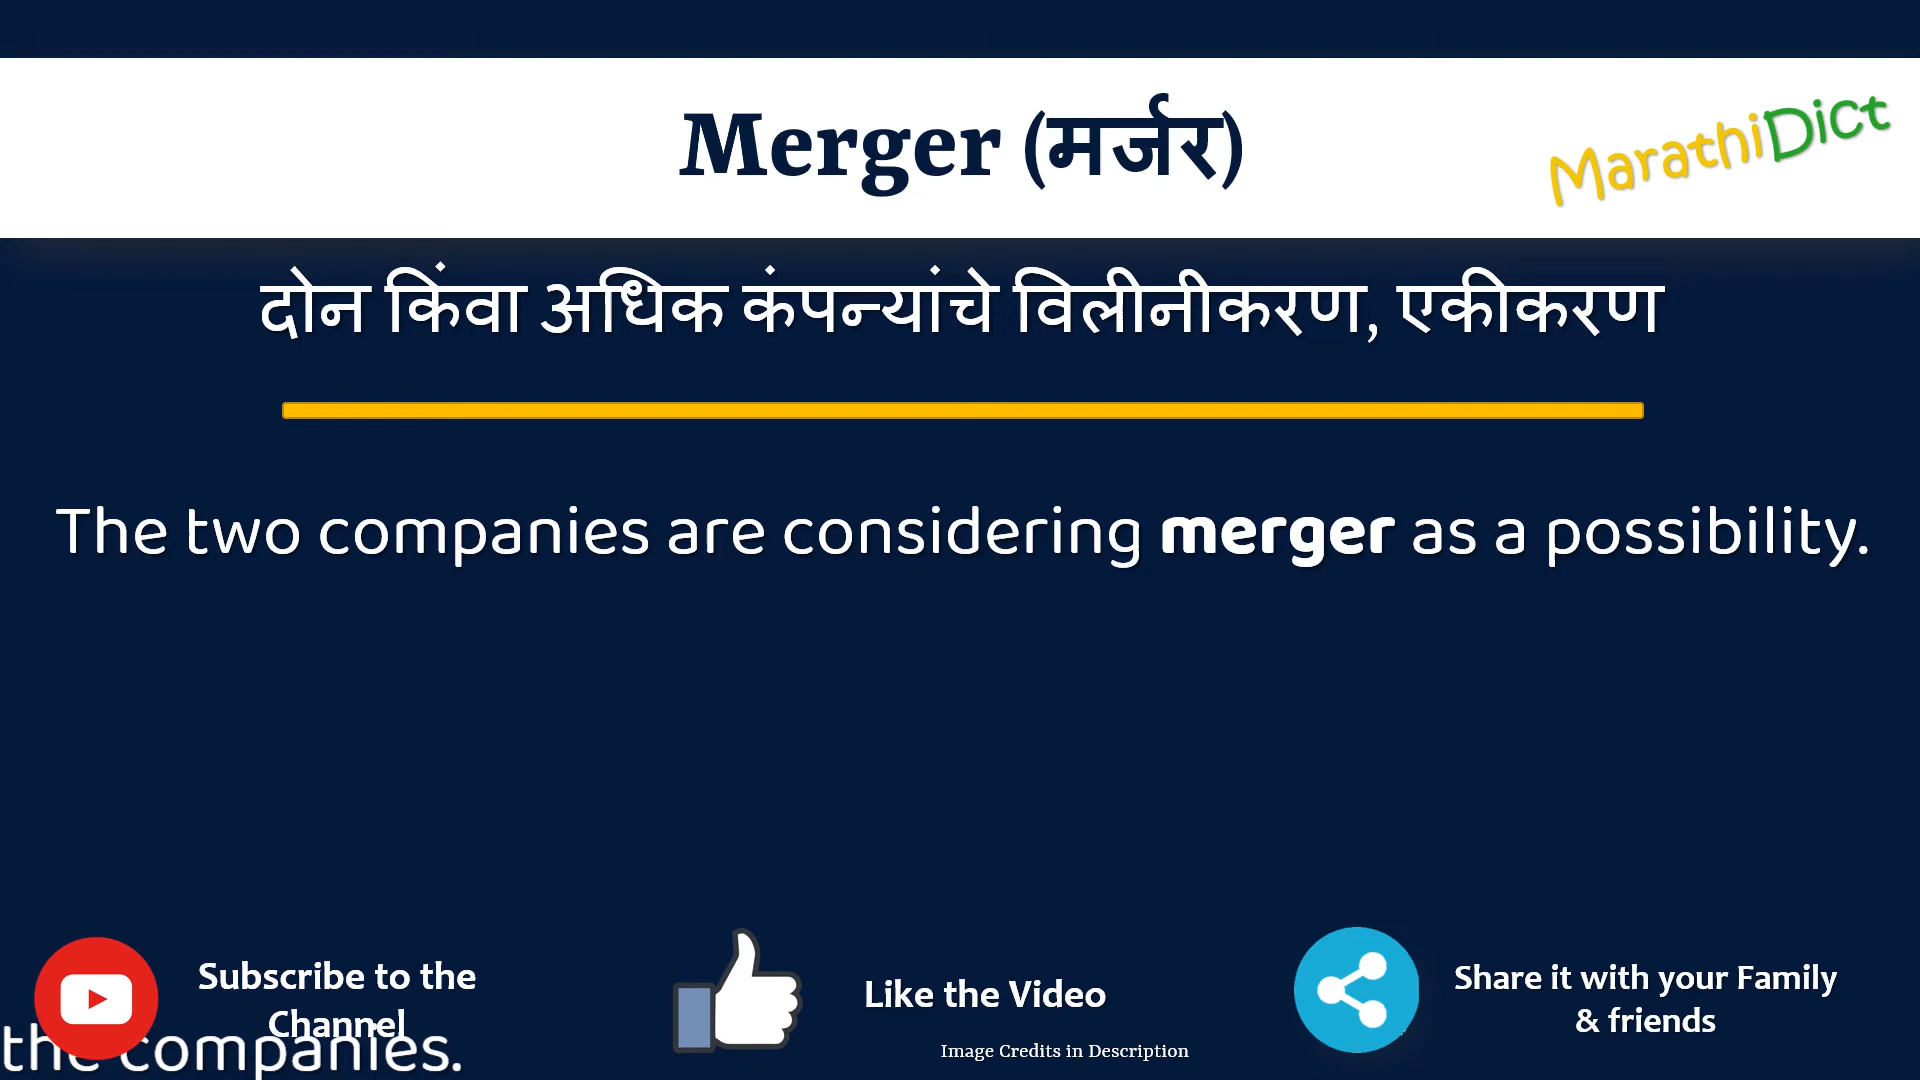 Merger (मर्जर)
MarathiDict
दोन किंवा अधिक कंपन्यांचे विलीनीकरण, एकीकरण
The two companies are considering merger as a possibility.
Subscribe to the
Channel
the companies.
Like the Video
Image Credits in Description
Share it with your Family
& friends